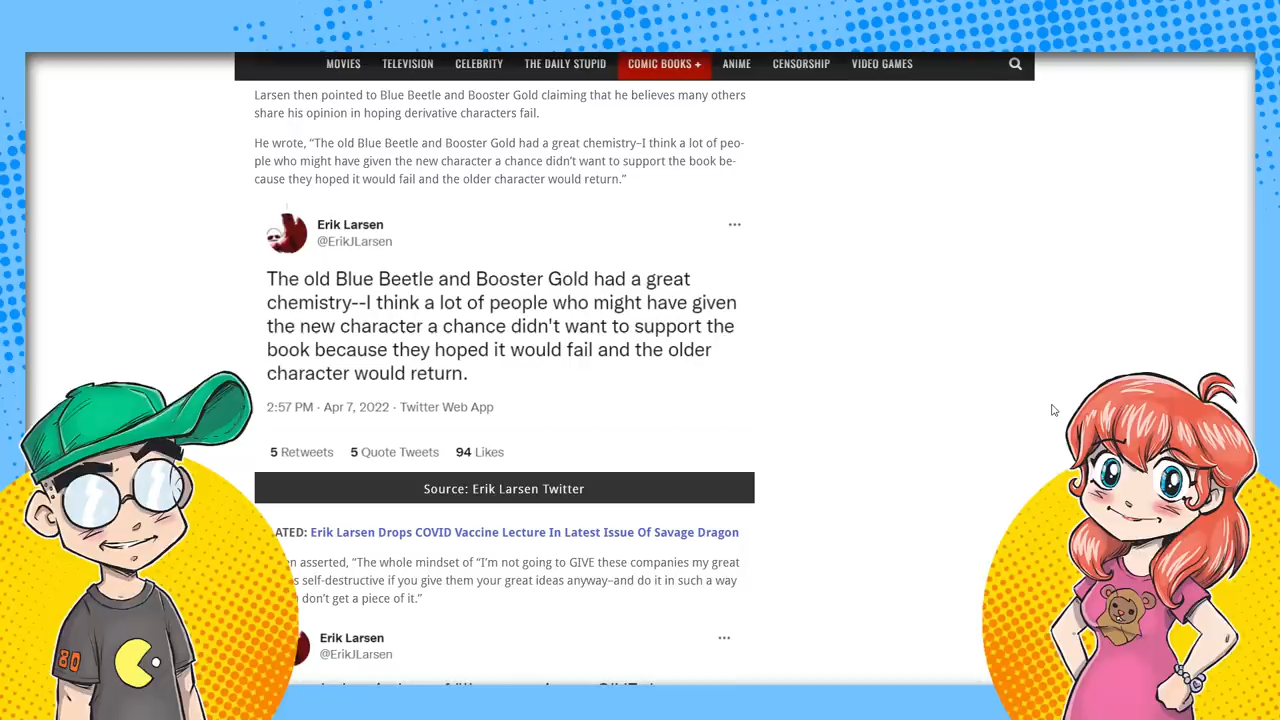 MOVIES TELEVISION CELEBRITY THE DAILY STUPID COMIC BOOKS + ANIME CENSORSHIP VIDEO GAMES
Larsen then pointed to Blue Beetle and Booster Gold claiming that he believes many others
share his opinion in hoping derivative characters fail.
He wrote, “The old Blue Beetle and Booster Gold had a great chemistry–I think a lot of peo-
ple who might have given the new character a chance didn’t want to support the book be-
cause they hoped it would fail and the older character would return.”
Erik Larsen
@ErikJLarsen
The old Blue Beetle and Booster Gold had a great
chemistry--I think a lot of people who might have given
the new character a chance didn't want to support the
book because they hoped it would fail and the older
character would return.
2:57 PM · Apr 7, 2022 · Twitter Web App
5 Retweets 5 Quote Tweets 94 Likes
Source: Erik Larsen Twitter
ATED: Erik Larsen Drops COVID Vaccine Lecture In Latest Issue Of Savage Dragon
en asserted, “The whole mindset of “I’m not going to GIVE these companies my great
s self-destructive if you give them your great ideas anyway–and do it in such a way
don’t get a piece of it.”
Erik Larsen
@ErikJLarsen
80